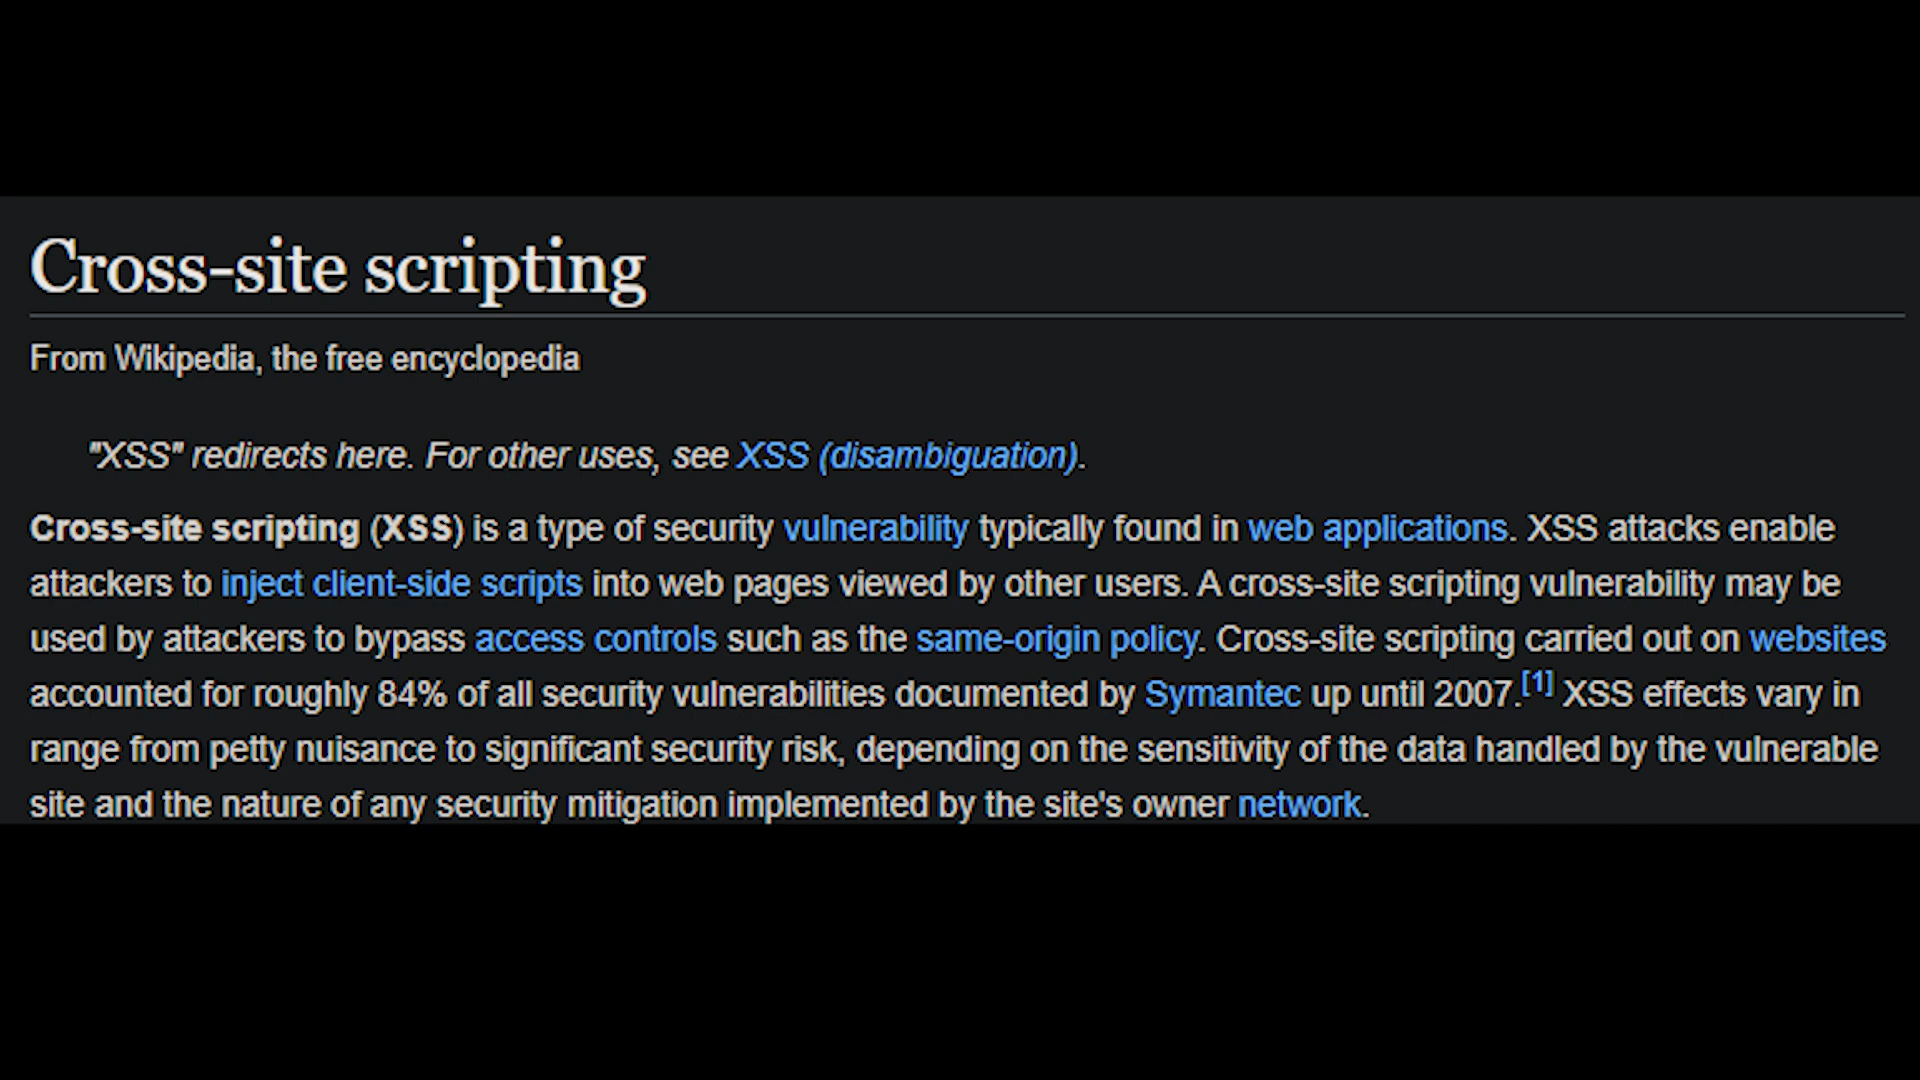 Cross-site scripting
From Wikipedia, the free encyclopedia
"XSS" redirects here. For other uses, see XSS (disambiguation).
Cross-site scripting (XSS) is a type of security vulnerability typically found in web applications. XSS attacks enable
attackers to inject client-side scripts into web pages viewed by other users. A cross-site scripting vulnerability may be
used by attackers to bypass access controls such as the same-origin policy. Cross-site scripting carried out on websites
accounted for roughly 84% of all security vulnerabilities documented by Symantec up until 2007.[1] XSS effects vary in
range from petty nuisance to significant security risk, depending on the sensitivity of the data handled by the vulnerable
site and the nature of any security mitigation implemented by the site's owner network.